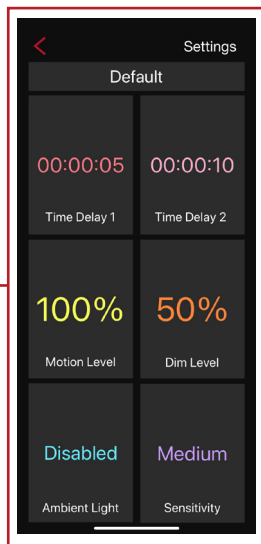 Settings
Default
00:00:05 00:00:10
Time Delay 1 Time Delay 2
100% 50%
Motion Level Dim Level
Disabled Medium
Ambient Light Sensitivity